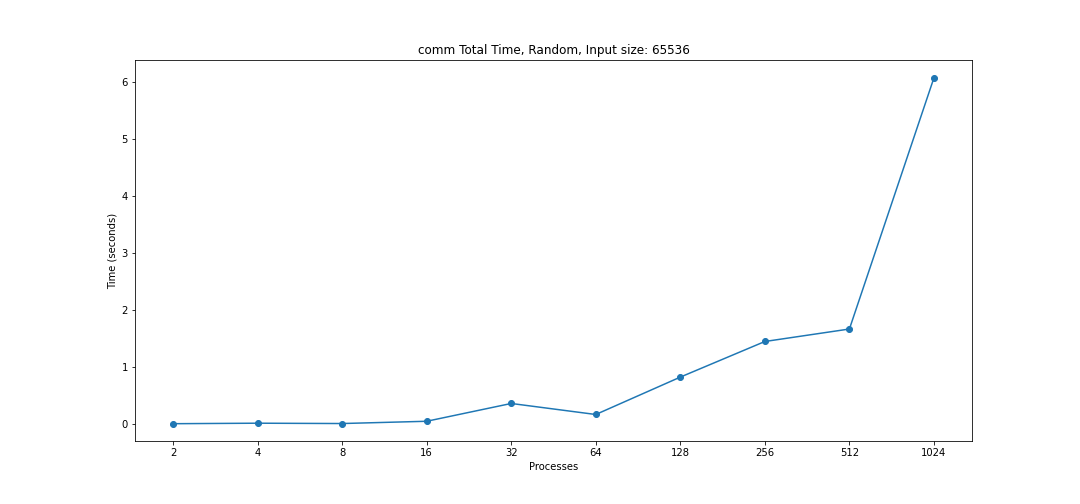 comm Total Time, Random, Input size: 65536
6
5
4
3
2
1
0
Time (seconds)
2 4 8 16 32 64 128 256 512 1024
Processes